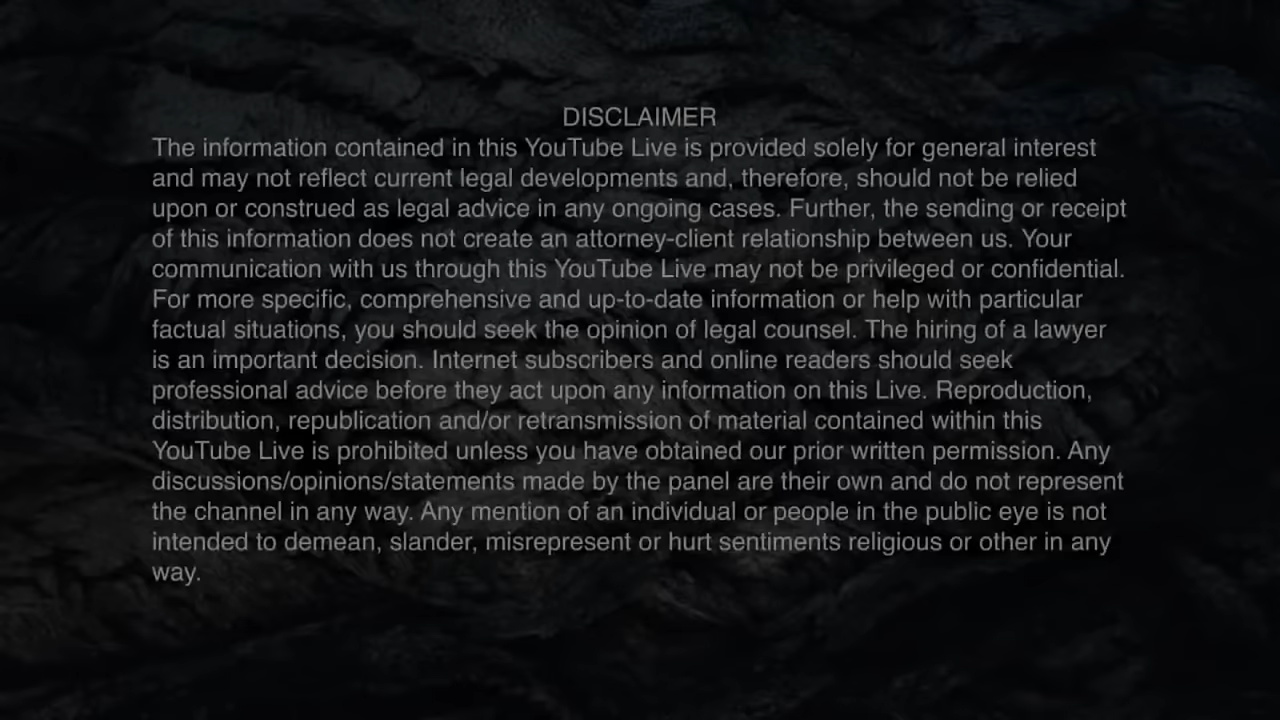 DISCLAIMER
The information contained in this YouTube Live is provided solely for general interest
and may not reflect current legal developments and, therefore, should not be relied
upon or construed as legal advice in any ongoing cases. Further, the sending or receipt
of this information does not create an attorney-client relationship between us. Your
communication with us through this YouTube Live may not be privileged or confidential.
For more specific, comprehensive and up-to-date information or help with particular
factual situations, you should seek the opinion of legal counsel. The hiring of a lawyer
is an important decision. Internet subscribers and online readers should seek
professional advice before they act upon any information on this Live. Reproduction,
distribution, republication and/or retransmission of material contained within this
YouTube Live is prohibited unless you have obtained our prior written permission. Any
discussions/opinions/statements made by the panel are their own and do not represent
the channel in any way. Any mention of an individual or people in the public eye is not
intended to demean, slander, misrepresent or hurt sentiments religious or other in any
way.